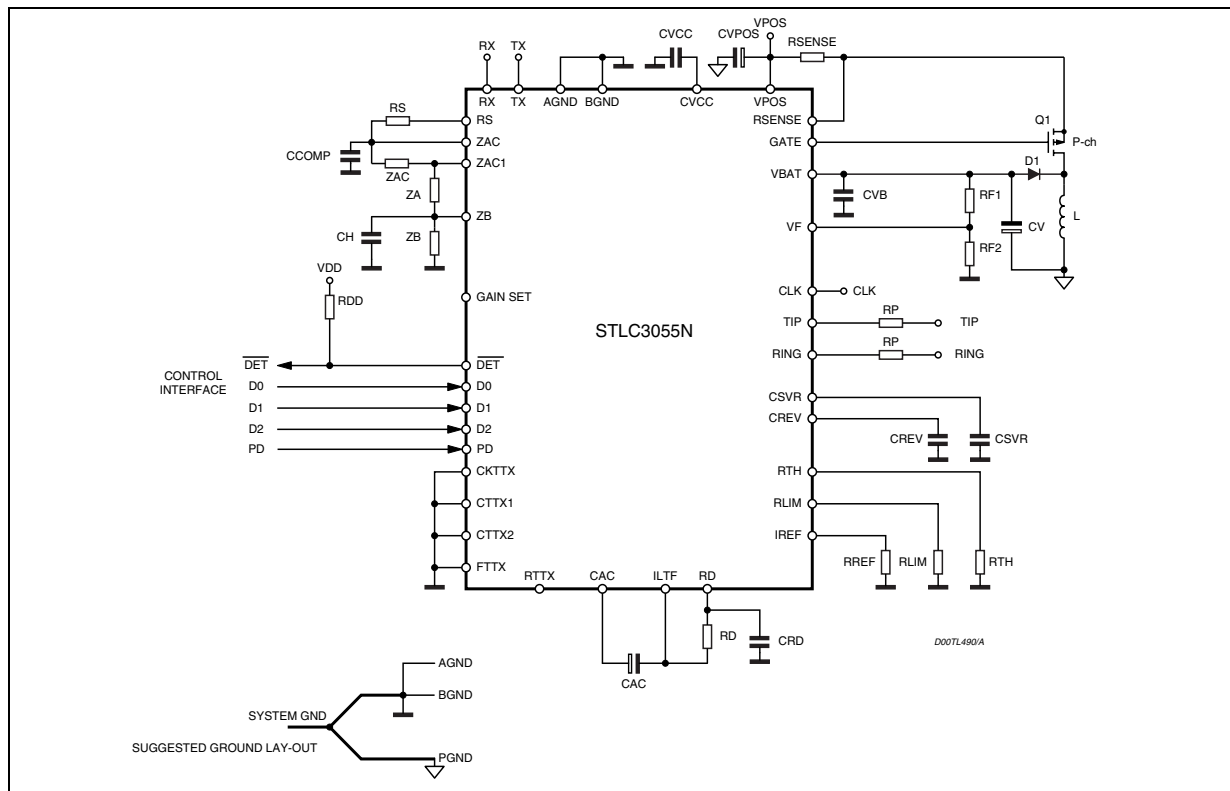 VPOS
RX TX CVCC CVPOS RSENSE
RX TX AGND BGND CVCC VPOS
RS RS RSENSE Q1
ZAC GATE P-ch
CCOMP
ZAC ZAC1 D1
VBAT
ZA CVB RF1
ZB VF CV L
CH ZB RF2
VDD
RDD GAIN SET CLK CLK
STLC3055N
TIP RP TIP
RING RP RING
DET DET
CONTROL INTERFACE
D0 D0
D1 D1 CSVR
D2 D2 CREV CREV CSVR
PD PD
CKTTX RTH
CTTX1 RLIM
CTTX2 IREF
RREF RLIM RTH
FTTX
RTTX CAC ILTF RD
RD CRD
D00TL490/A
CAC
AGND
BGND
SYSTEM GND
SUGGESTED GROUND LAY-OUT
PGND